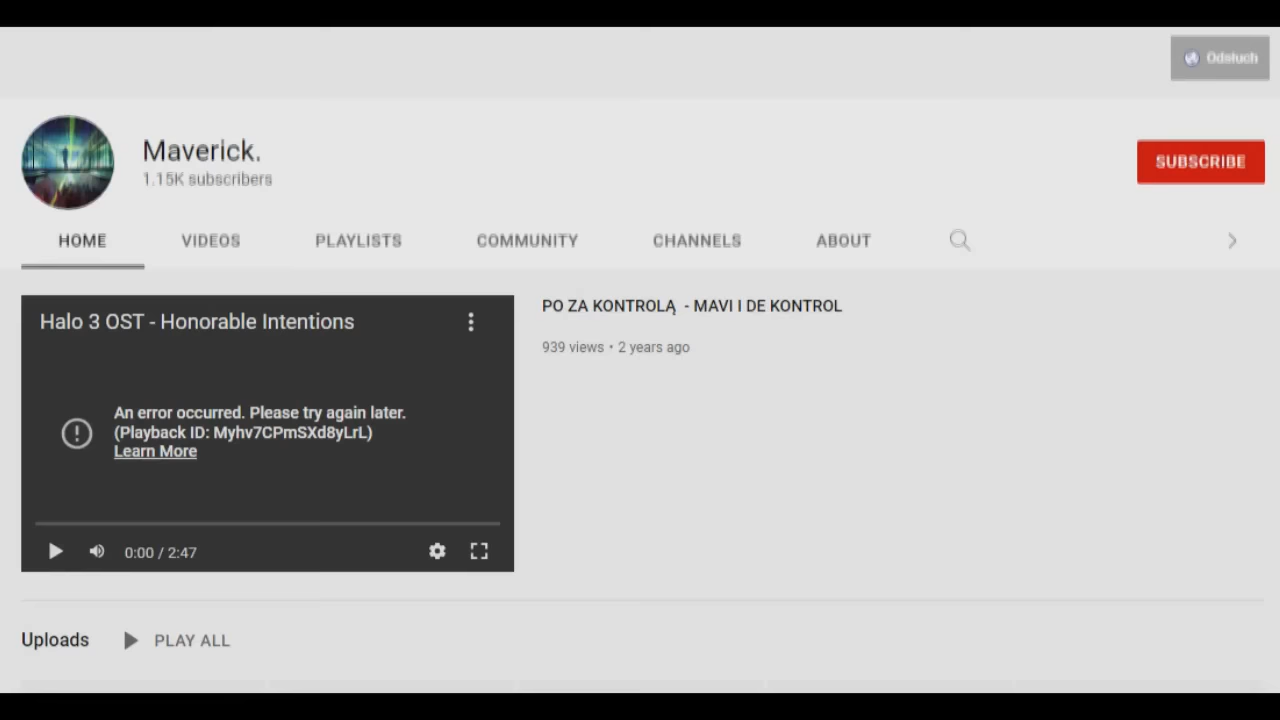 Odsłuch
Maverick.
1.15K subscribers
SUBSCRIBE
HOME VIDEOS PLAYLISTS COMMUNITY CHANNELS ABOUT
Halo 3 OST - Honorable Intentions
An error occurred. Please try again later.
(Playback ID: Myhv7CPmSXd8yLrL)
Learn More
0:00 / 2:47
PO ZA KONTROLĄ - MAVI I DE KONTROL
939 views • 2 years ago
Uploads PLAY ALL